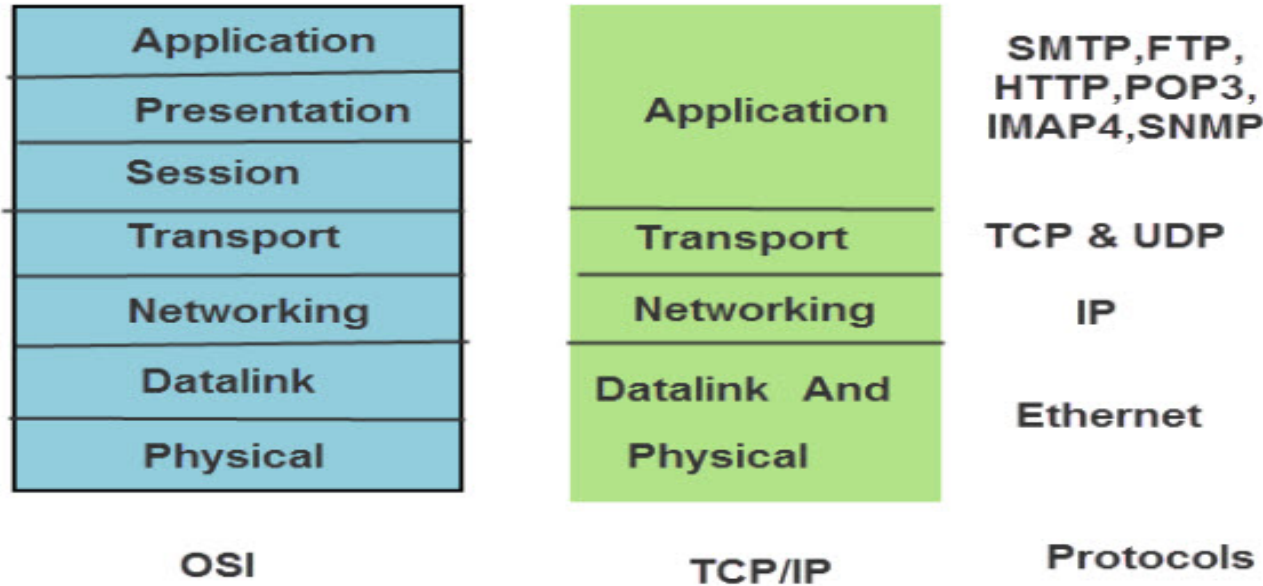 Application
Presentation
Session
Transport
Networking
Datalink
Physical
OSI
Application
Transport
Networking
Datalink And
Physical
TCP/IP
SMTP,FTP,
HTTP,POP3,
IMAP4,SNMP
TCP & UDP
IP
Ethernet
Protocols